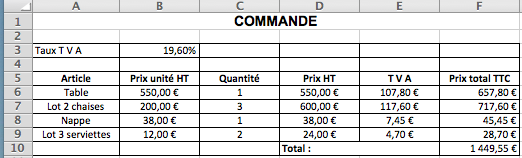 A B C D E F
1 COMMANDE
2
3 Taux T V A 19,60%
4
5 Article Prix unité HT Quantité Prix HT T V A Prix total TTC
6 Table 550,00 € 1 550,00 € 107,80 € 657,80 €
7 Lot 2 chaises 200,00 € 3 600,00 € 117,60 € 717,60 €
8 Nappe 38,00 € 1 38,00 € 7,45 € 45,45 €
9 Lot 3 serviettes 12,00 € 2 24,00 € 4,70 € 28,70 €
10 Total : 1 449,55 €